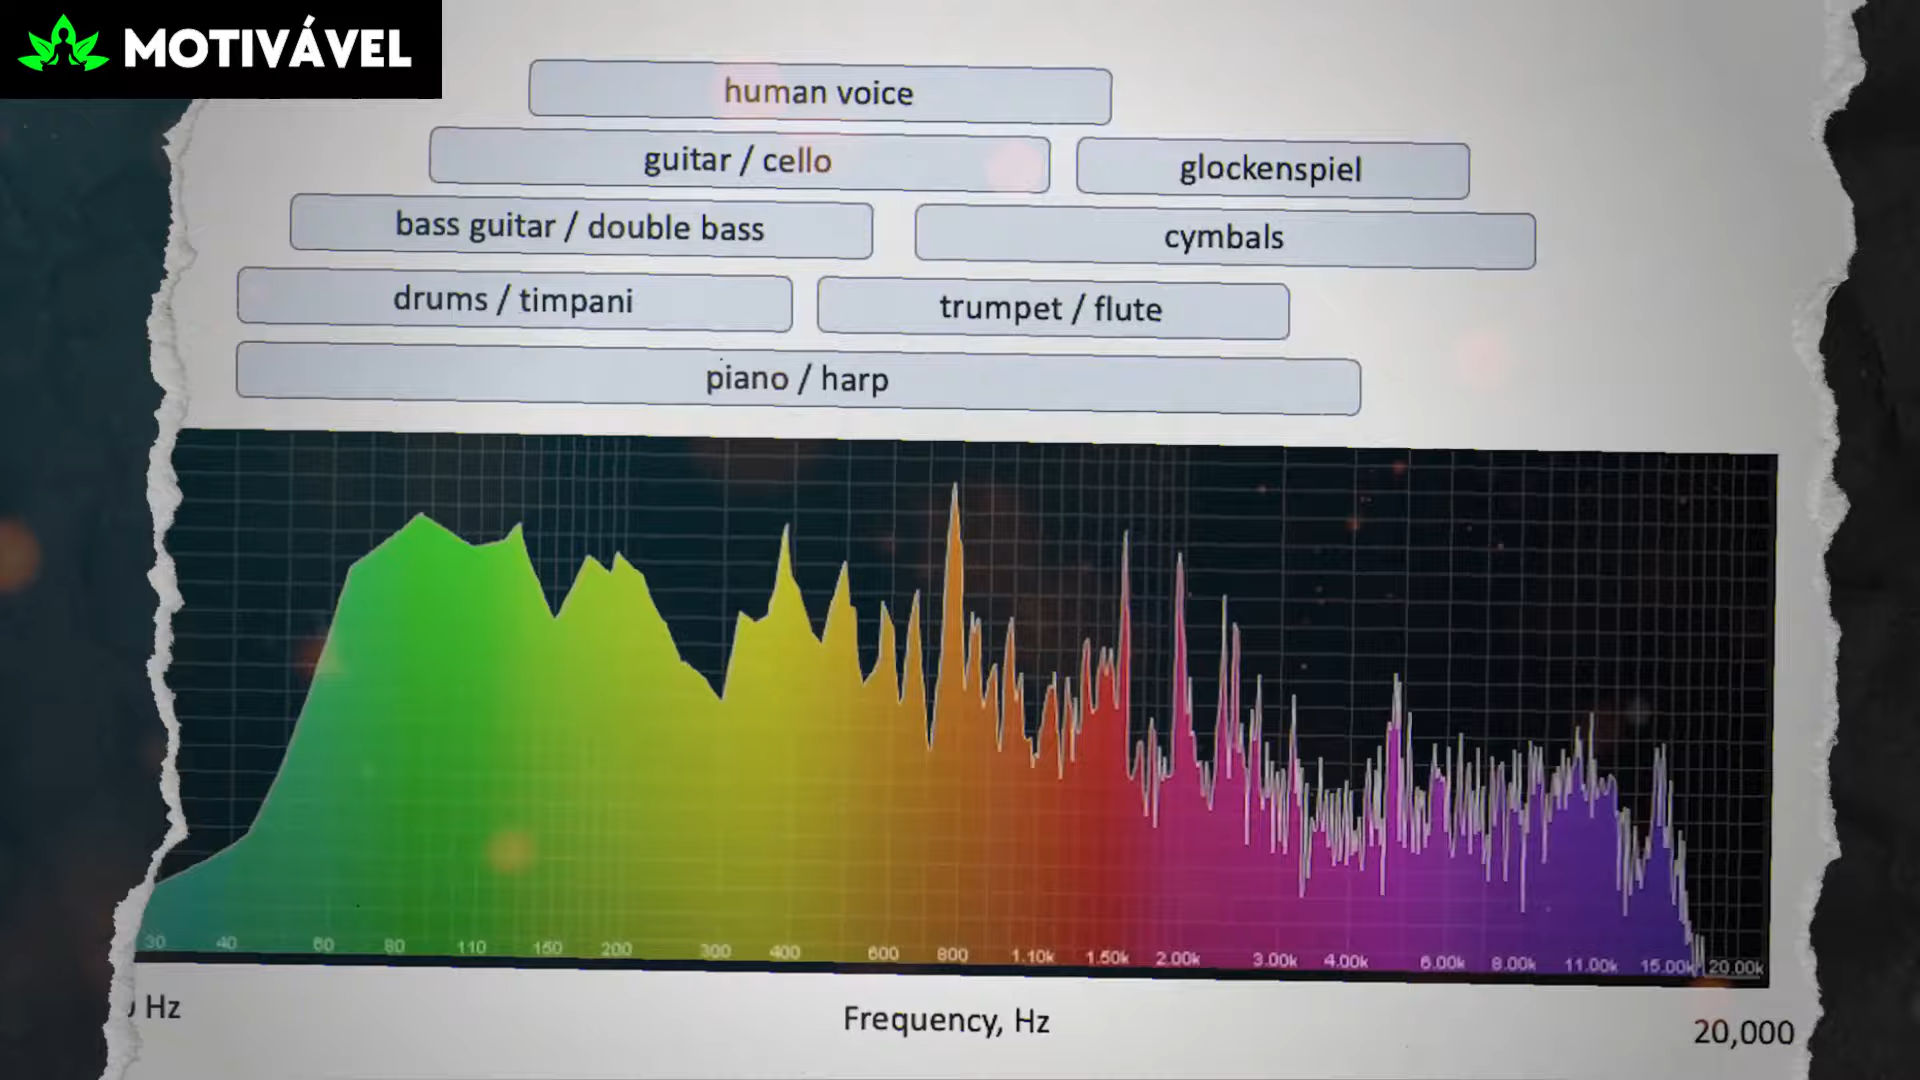 MOTIVÁVEL
human voice
guitar / cello
glockenspiel
bass guitar / double bass
cymbals
drums / timpani
trumpet / flute
piano / harp
30 40 60 80 110 150 200 300 400 600 800 1.10k 1.50k 2.00k 3.00k 4.00k 6.00k 8.00k 11.00k 15.00k 20.00k
Hz
Frequency, Hz
20,000